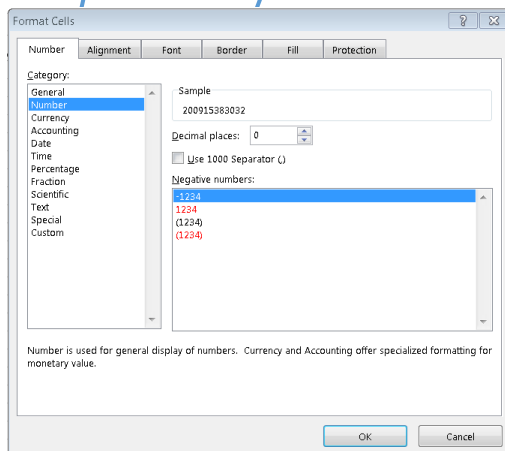 Format Cells
Number Alignment Font Border Fill Protection
Category:
General
Number
Currency
Accounting
Date
Time
Percentage
Fraction
Scientific
Text
Special
Custom
Sample
200915383032
Decimal places: 0
Use 1000 Separator (,)
Negative numbers:
-1234
1234
(1234)
(1234)
Number is used for general display of numbers. Currency and Accounting offer specialized formatting for
monetary value.
OK Cancel